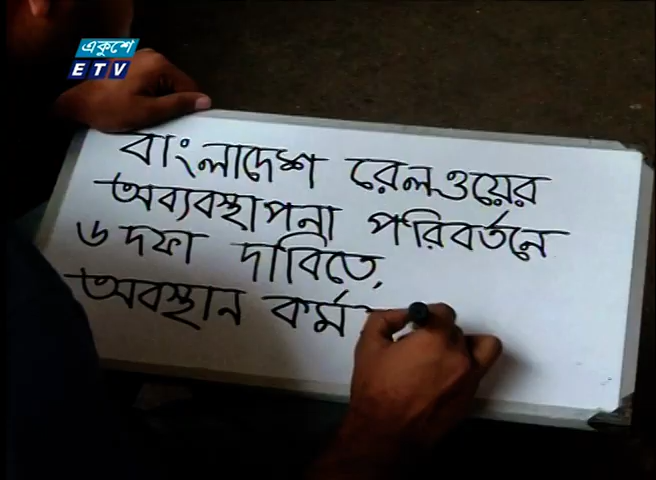 একুশে
ETV
বাংলাদেশ রেলওয়ের
অব্যবস্থাপনা পরিবর্তনে
৬ দফা দাবিতে,
অবস্থান কর্ম